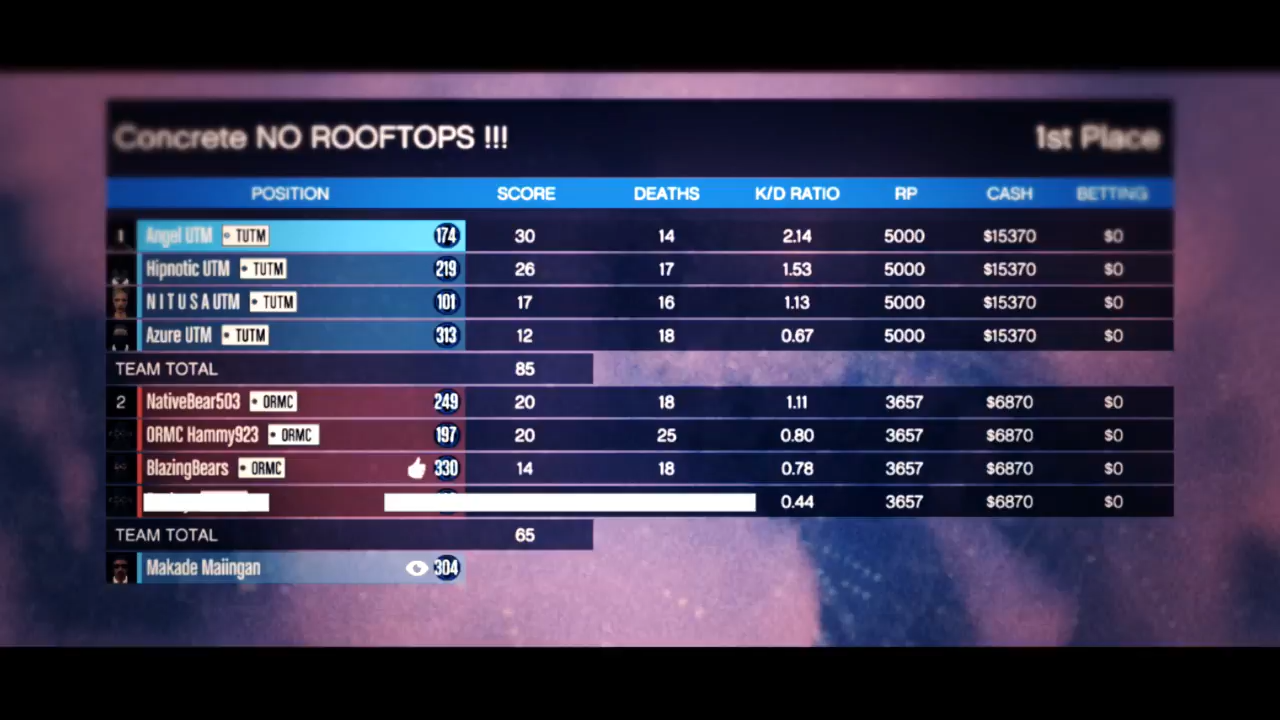 Concrete NO ROOFTOPS !!! 1st Place
POSITION SCORE DEATHS K/D RATIO RP CASH BETTING
1 Angel UTM TUTM 174 30 14 2.14 5000 $15370 $0
Hipnotic UTM TUTM 219 26 17 1.53 5000 $15370 $0
N I T U S A UTM TUTM 101 17 16 1.13 5000 $15370 $0
Azure UTM TUTM 313 12 18 0.67 5000 $15370 $0
TEAM TOTAL 85
2 NativeBear503 ORMC 249 20 18 1.11 3657 $6870 $0
ORMC Hammy923 ORMC 197 20 25 0.80 3657 $6870 $0
BlazingBears ORMC 330 14 18 0.78 3657 $6870 $0
0.44 3657 $6870 $0
TEAM TOTAL 65
Makade Maiingan 304